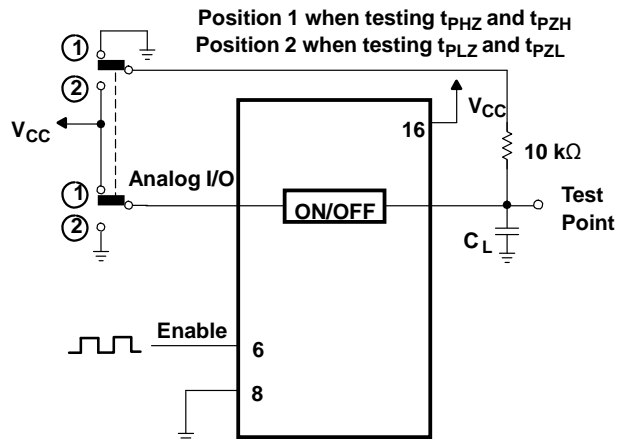 Position 1 when testing tPHZ and tPZH
Position 2 when testing tPLZ and tPZL
1
2
VCC
VCC
16
10 kΩ
1
Analog I/O
ON/OFF
Test
Point
2
CL
Enable
6
8